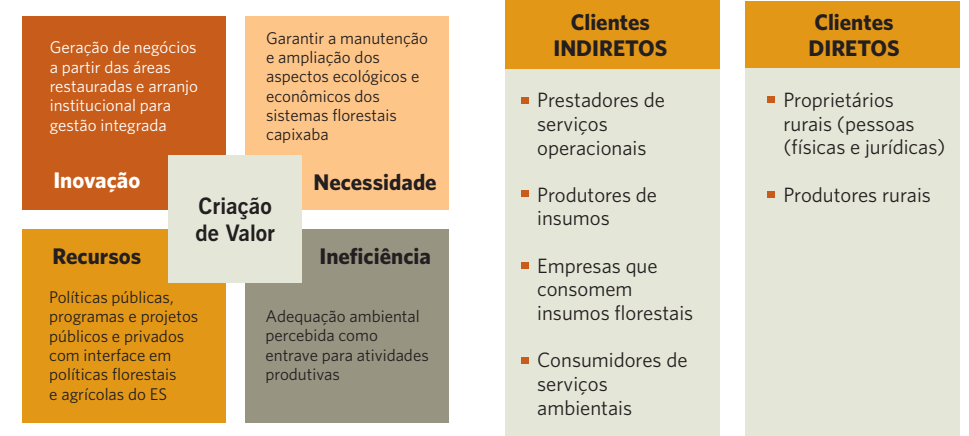 Geração de negócios
a partir das áreas
restauradas e arranjo
institucional para
gestão integrada
Inovação
Garantir a manutenção
e ampliação dos
aspectos ecológicos e
econômicos dos
sistemas florestais
capixaba
Necessidade
Criação
de Valor
Recursos
Políticas públicas,
programas e projetos
públicos e privados
com interface em
políticas florestais
e agrícolas do ES
Ineficiência
Adequação ambiental
percebida como
entrave para atividades
produtivas
Clientes
INDIRETOS
Prestadores de
serviços
operacionais
Produtores de
insumos
Empresas que
consomem
insumos florestais
Consumidores de
serviços
ambientais
Clientes
DIRETOS
Proprietários
rurais (pessoas
(físicas e jurídicas)
Produtores rurais